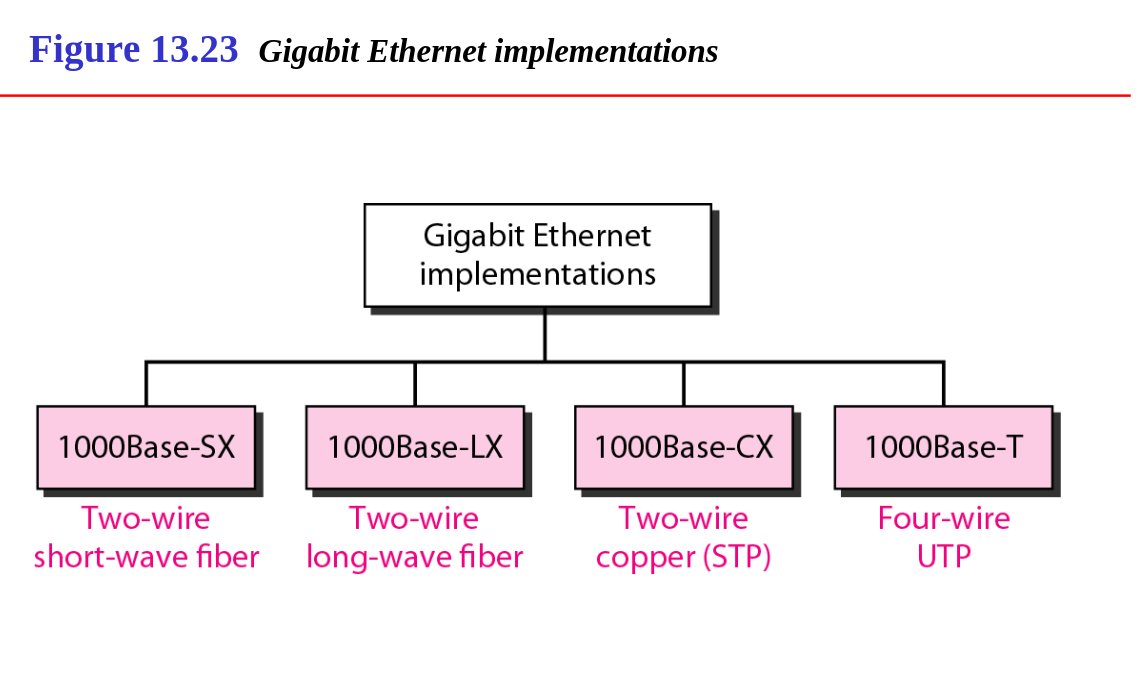 Figure 13.23 Gigabit Ethernet implementations
Gigabit Ethernet
implementations
1000Base-SX
1000Base-LX
1000Base-CX
1000Base-T
Two-wire
short-wave fiber
Two-wire
long-wave fiber
Two-wire
copper (STP)
Four-wire
UTP